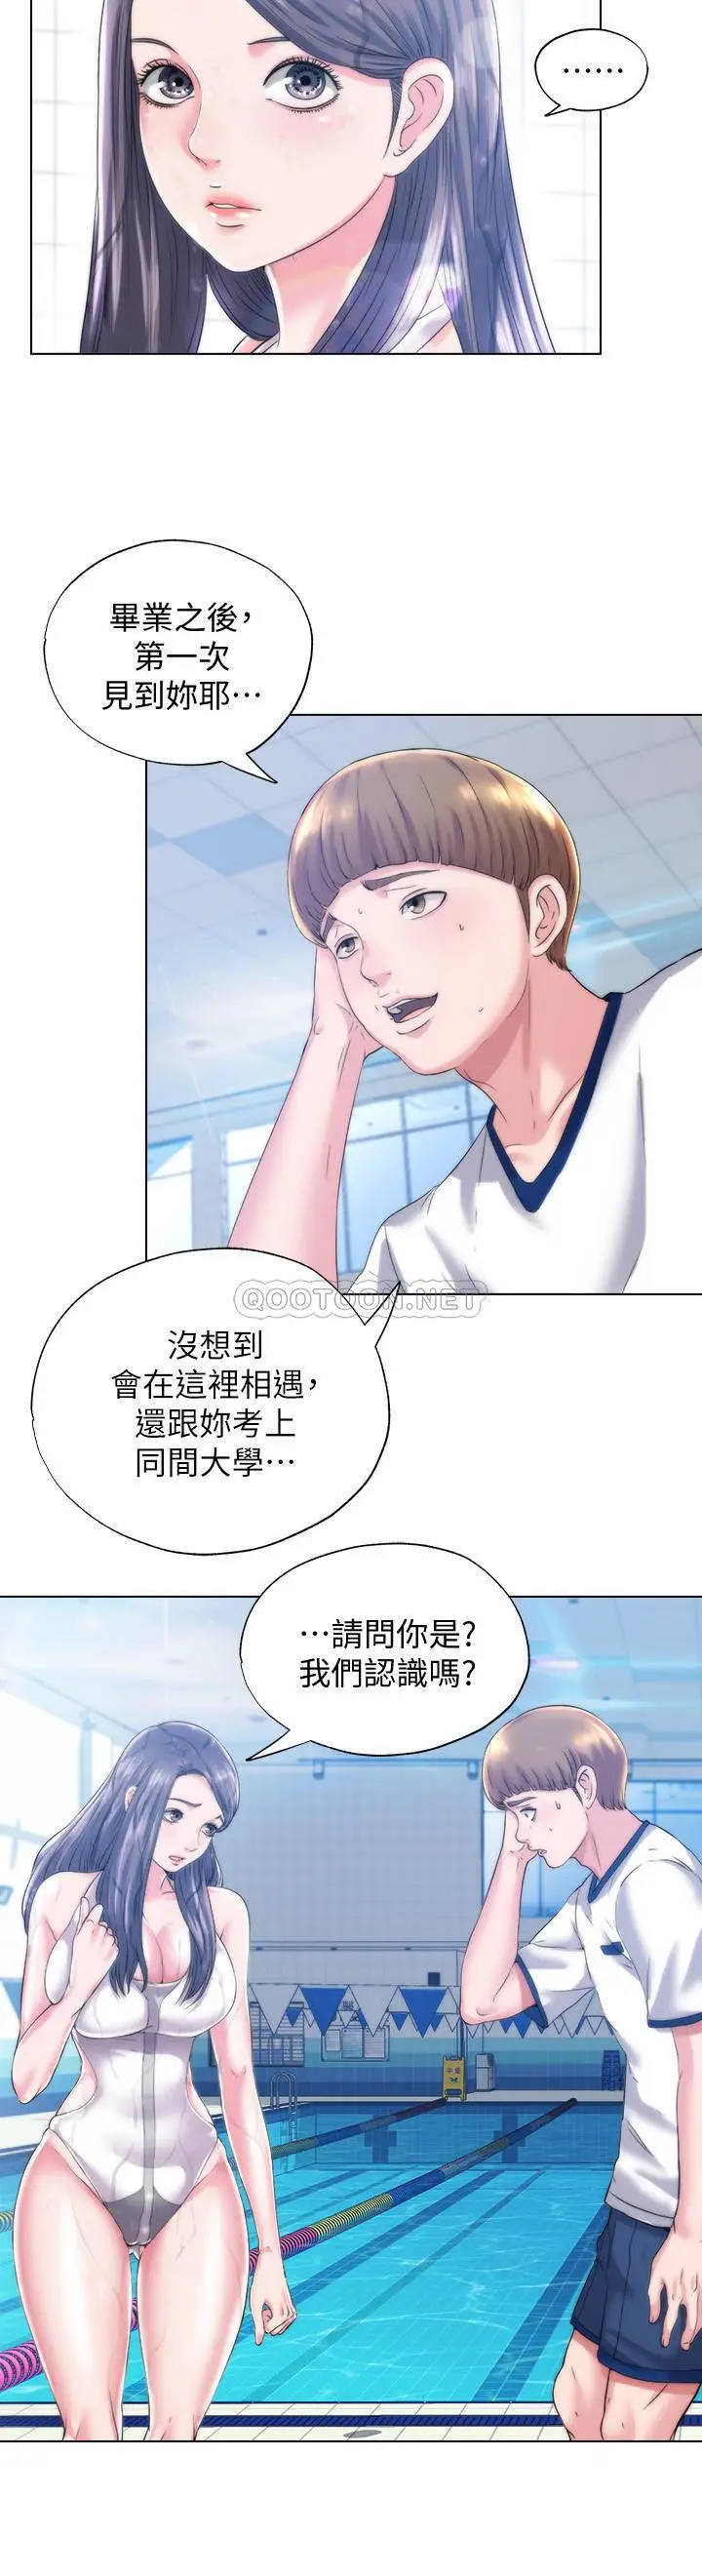 ……
畢業之後，
第一次
見到妳耶…
QOOTOON.NET
沒想到
會在這裡相遇，
還跟妳考上
同間大學…
…請問你是？
我們認識嗎？